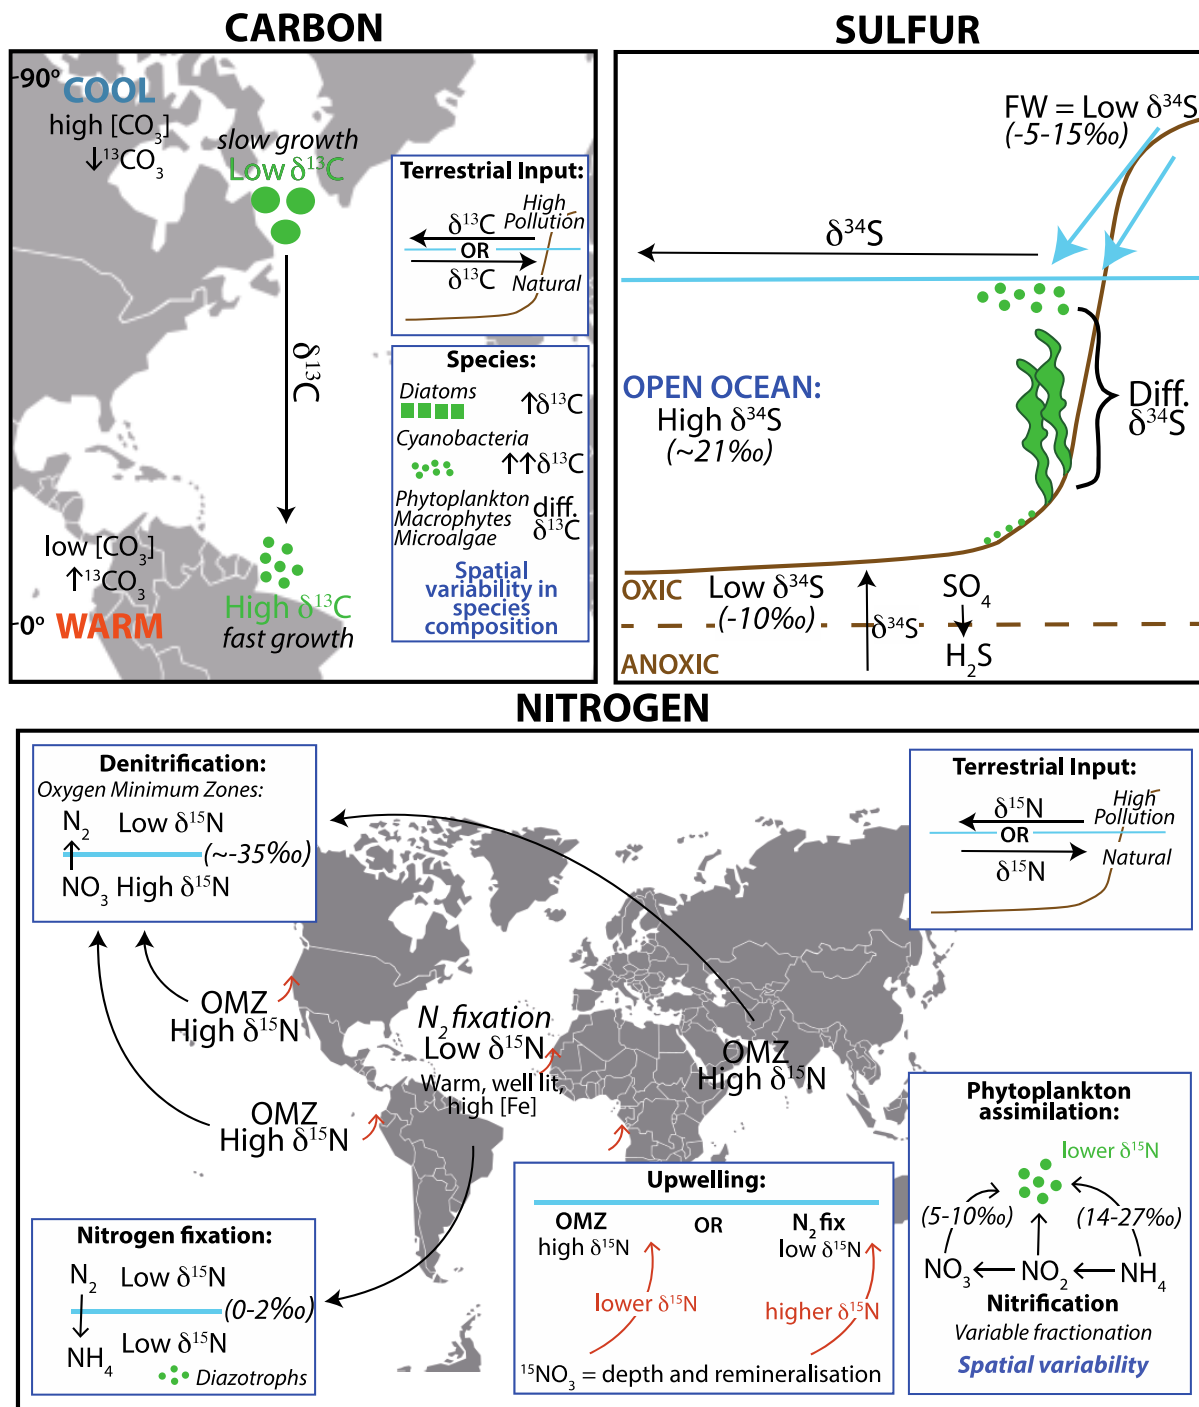 CARBON
90º
COOL
high [CO₃]
↓¹³CO₃
slow growth
Low δ¹³C
δ¹³C
low [CO₃]
↑¹³CO₃
0º
WARM
High δ¹³C
fast growth
Terrestrial Input:
High
Pollution
δ¹³C
OR
δ¹³C
Natural
Species:
Diatoms
↑δ¹³C
Cyanobacteria
↑↑δ¹³C
Phytoplankton
Macrophytes
Microalgae
diff.
δ¹³C
Spatial
variability in
species
composition
SULFUR
FW = Low δ³⁴S
(-5-15‰)
δ³⁴S
OPEN OCEAN:
High δ³⁴S
(~21‰)
Diff.
δ³⁴S
OXIC
Low δ³⁴S
(-10‰)
δ³⁴S
SO₄
H₂S
ANOXIC
NITROGEN
Denitrification:
Oxygen Minimum Zones:
N₂
Low δ¹⁵N
(~-35‰)
NO₃
High δ¹⁵N
Terrestrial Input:
High
Pollution
δ¹⁵N
OR
δ¹⁵N
Natural
OMZ
High δ¹⁵N
N₂ fixation
Low δ¹⁵N
Warm, well lit,
high [Fe]
OMZ
High δ¹⁵N
OMZ
High δ¹⁵N
Nitrogen fixation:
N₂
Low δ¹⁵N
(0-2‰)
Low δ¹⁵N
NH₄
Diazotrophs
Upwelling:
OMZ
high δ¹⁵N
OR
N₂ fix
low δ¹⁵N
lower δ¹⁵N
higher δ¹⁵N
¹⁵NO₃ = depth and remineralisation
Phytoplankton
assimilation:
lower δ¹⁵N
(5-10‰)
(14-27‰)
NO₃
NO₂
NH₄
Nitrification
Variable fractionation
Spatial variability